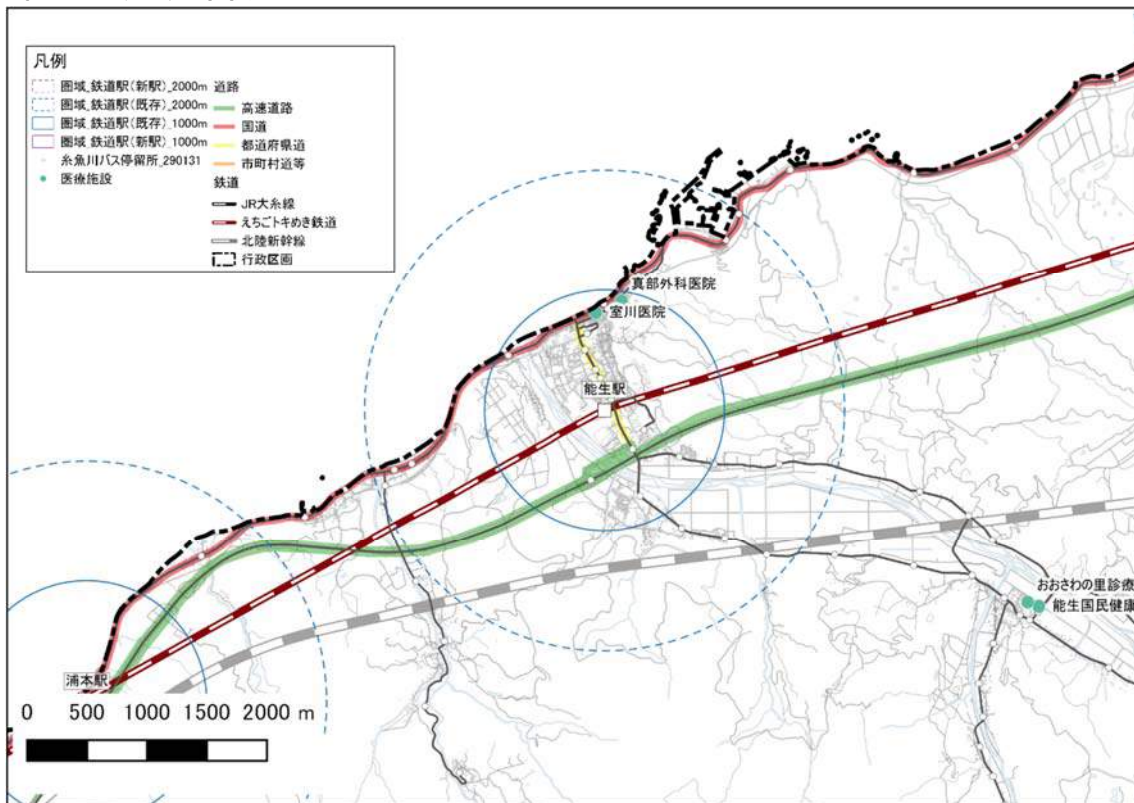 凡例
圏域_鉄道駅(新駅)_2000m
圏域_鉄道駅(既存)_2000m
圏域_鉄道駅(既存)_1000m
圏域_鉄道駅(新駅)_1000m
糸魚川バス停留所_290131
医療施設
道路
高速道路
国道
都道府県道
市町村道等
鉄道
JR大糸線
えちごトキめき鉄道
北陸新幹線
行政区画
真部外科医院
室川医院
能生駅
おおさわの里診療
能生国民健康
浦本駅
0 500 1000 1500 2000 m